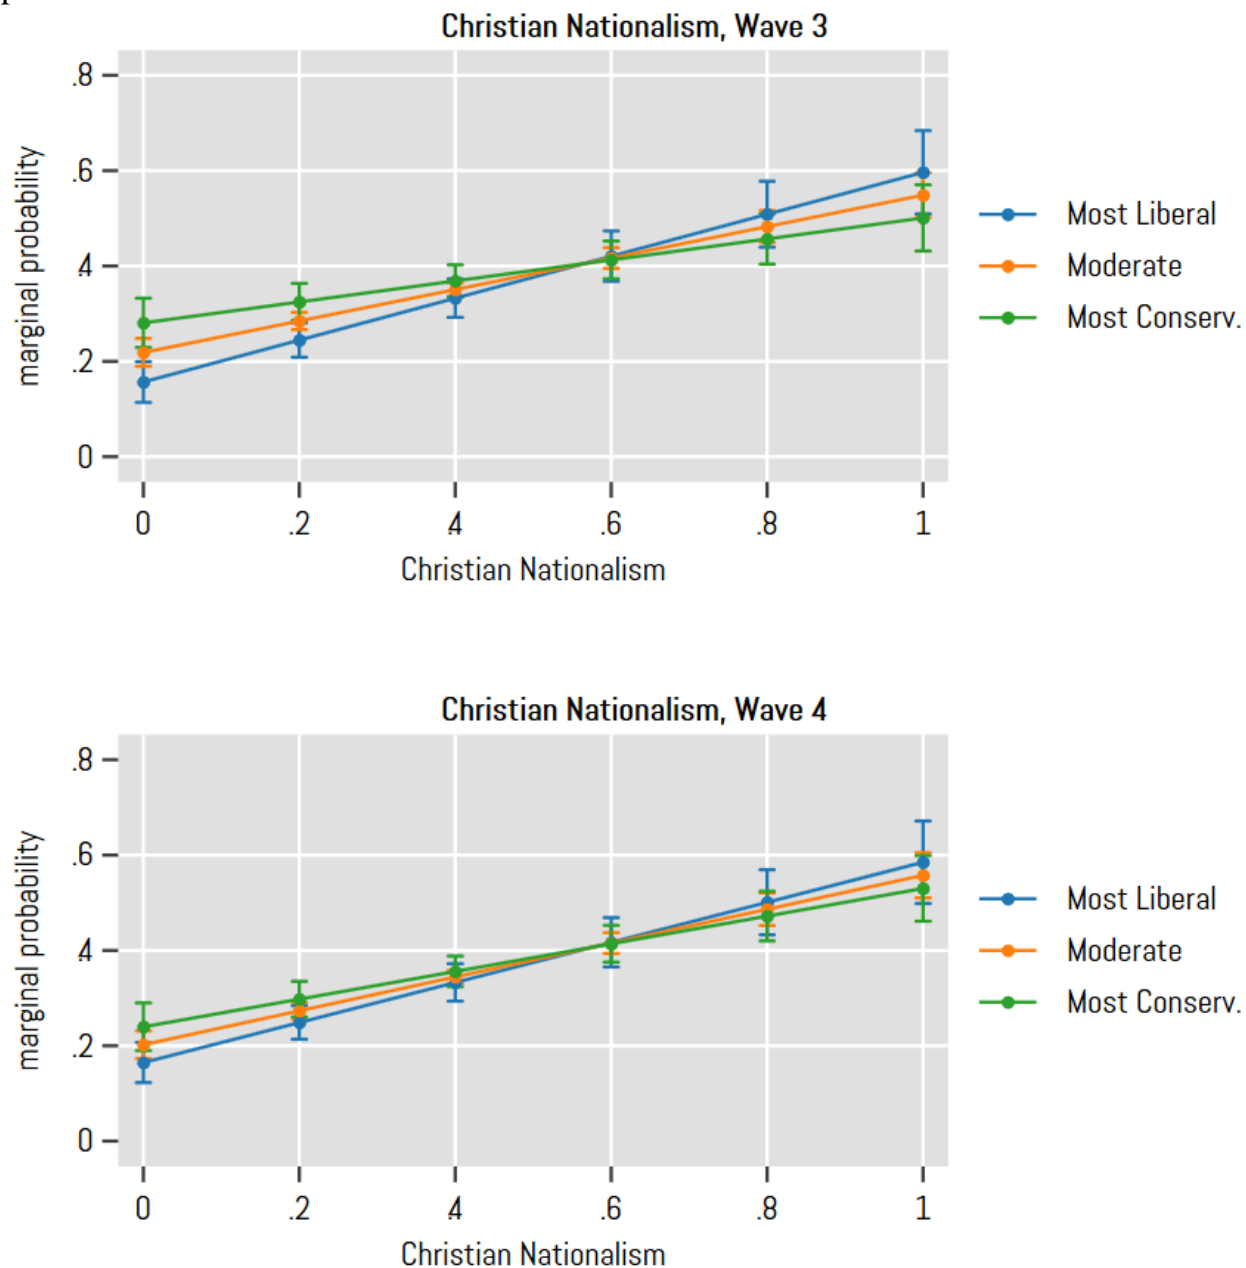 Christian Nationalism, Wave 3
.8
.6
.4
.2
0
marginal probability
0 .2 .4 .6 .8 1
Christian Nationalism
Most Liberal
Moderate
Most Conserv.
Christian Nationalism, Wave 4
.8
.6
.4
.2
0
marginal probability
0 .2 .4 .6 .8 1
Christian Nationalism
Most Liberal
Moderate
Most Conserv.